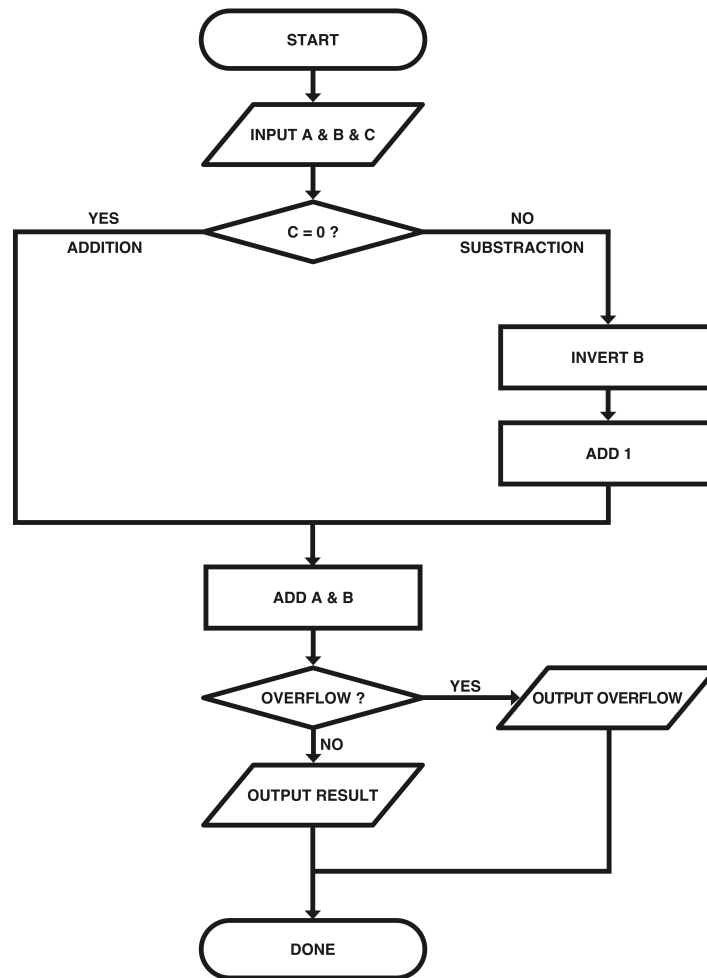 START
INPUT A & B & C
C = 0 ?
YES
ADDITION
NO
SUBSTRACTION
INVERT B
ADD 1
ADD A & B
OVERFLOW ?
YES
OUTPUT OVERFLOW
NO
OUTPUT RESULT
DONE